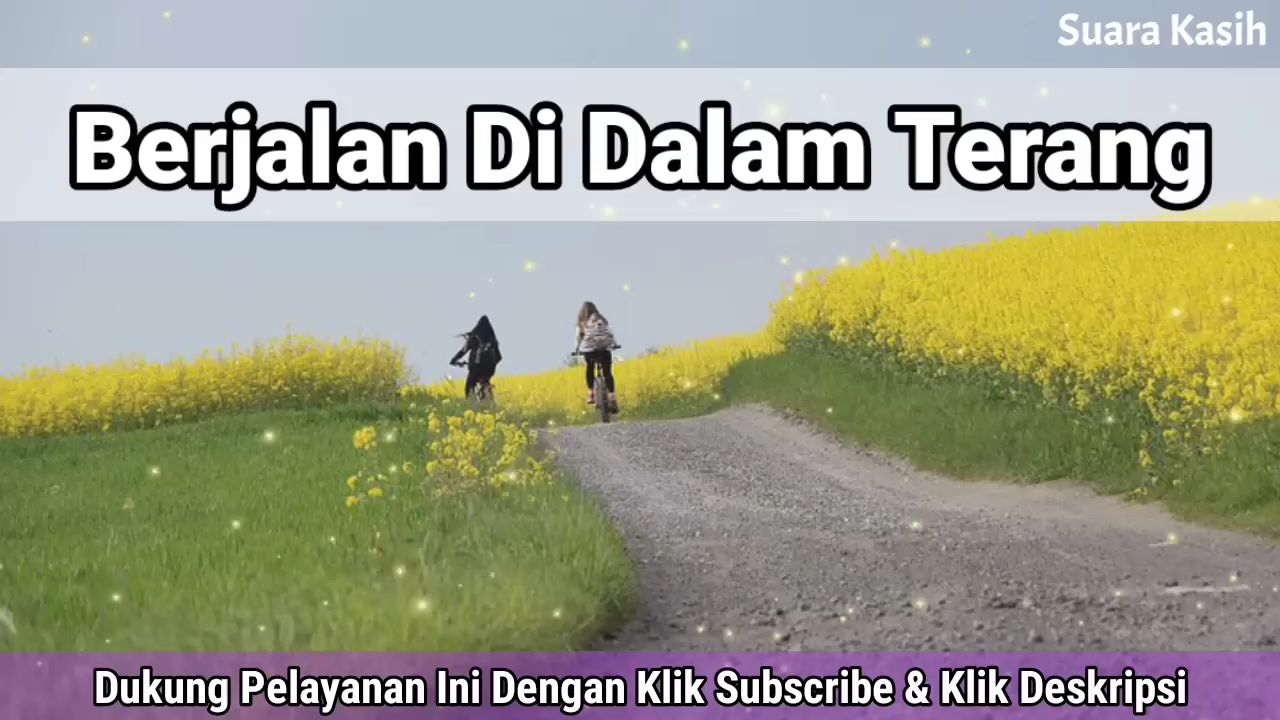 Suara Kasih
Berjalan Di Dalam Terang
Dukung Pelayanan Ini Dengan Klik Subscribe & Klik Deskripsi